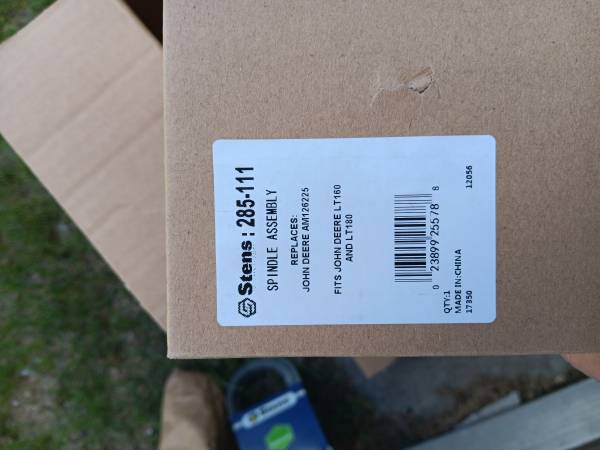 Stens: 285-111
SPINDLE ASSEMBLY
REPLACES:
JOHN DEERE AM126225
FITS JOHN DEERE LT160
AND LT180
0 23899 25578 8
QTY:1
MADE IN:CHINA
17350
12056